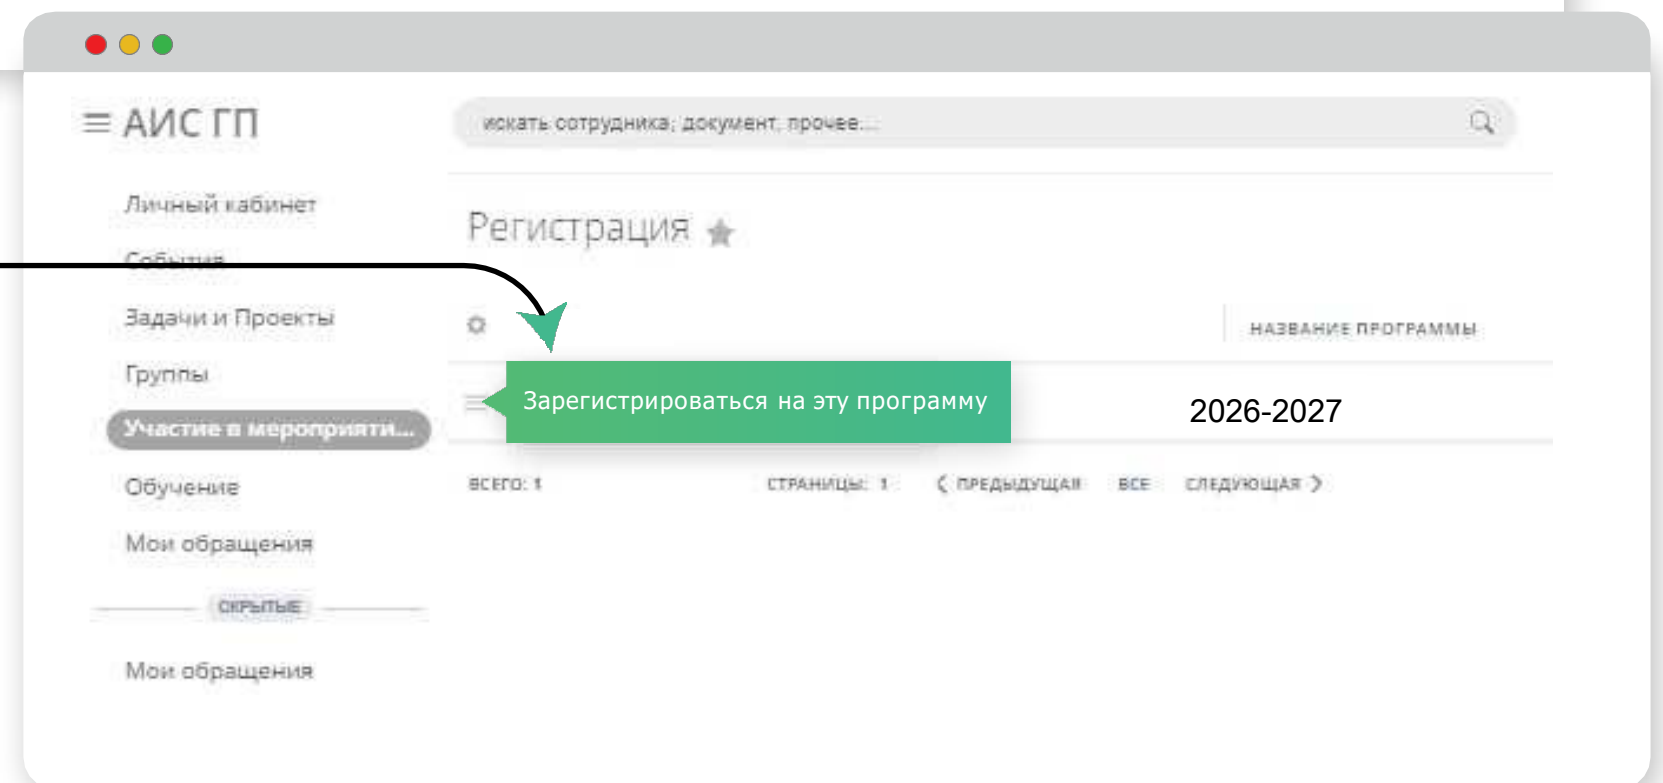 АИС ГП
искать сотрудника, документ, прочее...
Личный кабинет
События
Задачи и Проекты
Группы
Участие в мероприяти...
Обучение
Мои обращения
СКРЫТЫЕ
Мои обращения
Регистрация
НАЗВАНИЕ ПРОГРАММЫ
Зарегистрироваться на эту программу
2026-2027
ВСЕГО: 1 СТРАНИЦЫ: 1 ПРЕДЫДУЩАЯ ВСЕ СЛЕДУЮЩАЯ